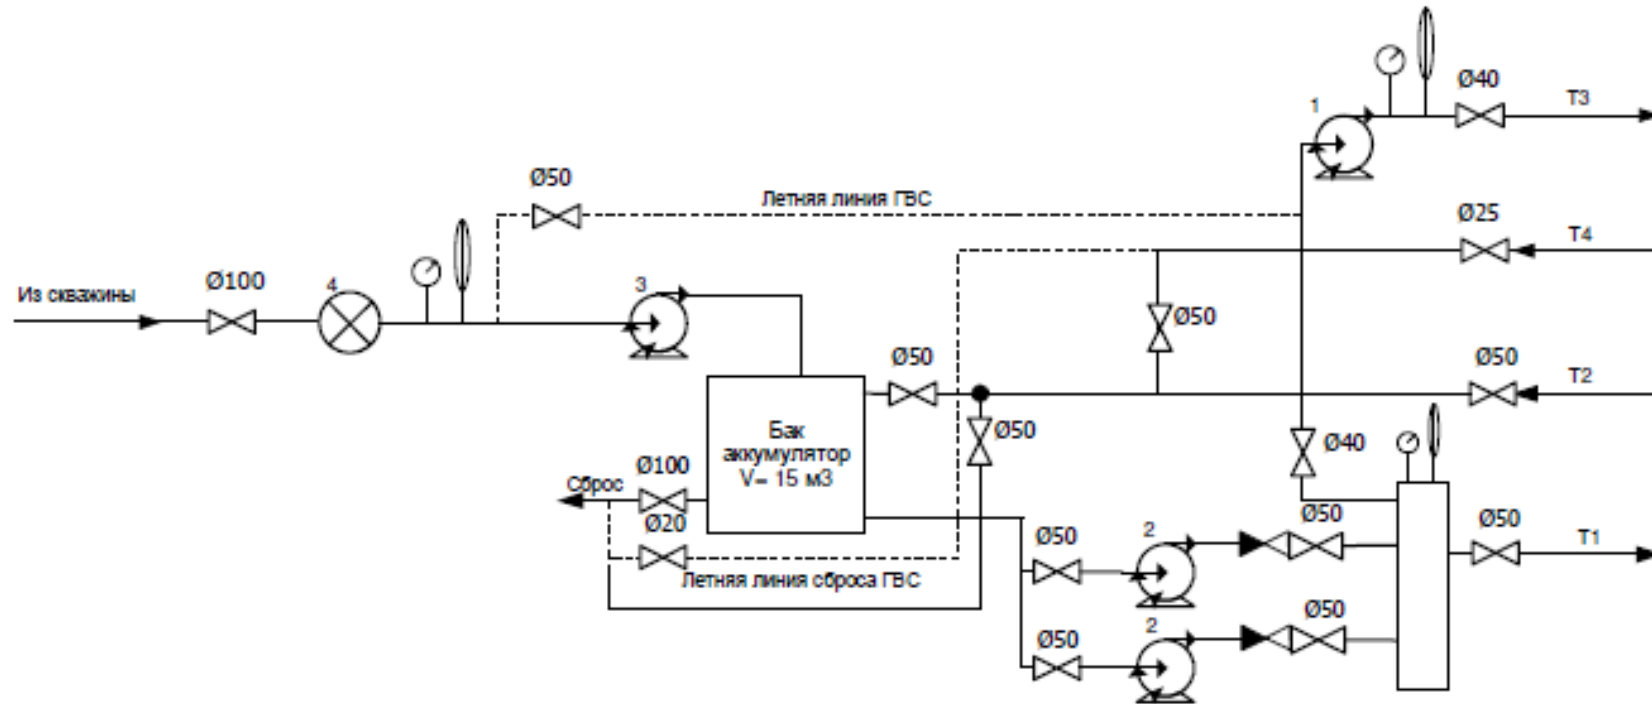 Ø40
T3
1
Ø50
Летняя линия ГВС
Ø25
T4
Из скважины
Ø100
4
3
Ø50
Ø50
Ø50
T2
Бак
аккумулятор
V= 15 м3
Ø50
Ø40
Сброс
Ø100
Ø20
Летняя линия сброса ГВС
Ø50
2
Ø50
Ø50
T1
Ø50
2
Ø50